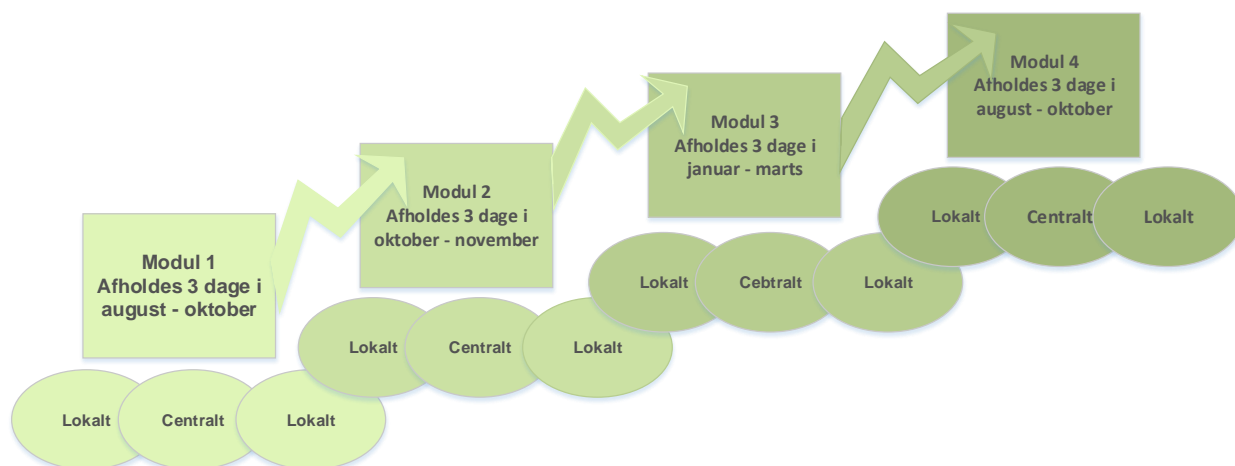 Modul 1
Afholdes 3 dage i
august - oktober
Lokalt
Centralt
Lokalt
Modul 2
Afholdes 3 dage i
oktober - november
Lokalt
Centralt
Lokalt
Modul 3
Afholdes 3 dage i
januar - marts
Lokalt
Cebtralt
Lokalt
Modul 4
Afholdes 3 dage i
august - oktober
Lokalt
Centralt
Lokalt